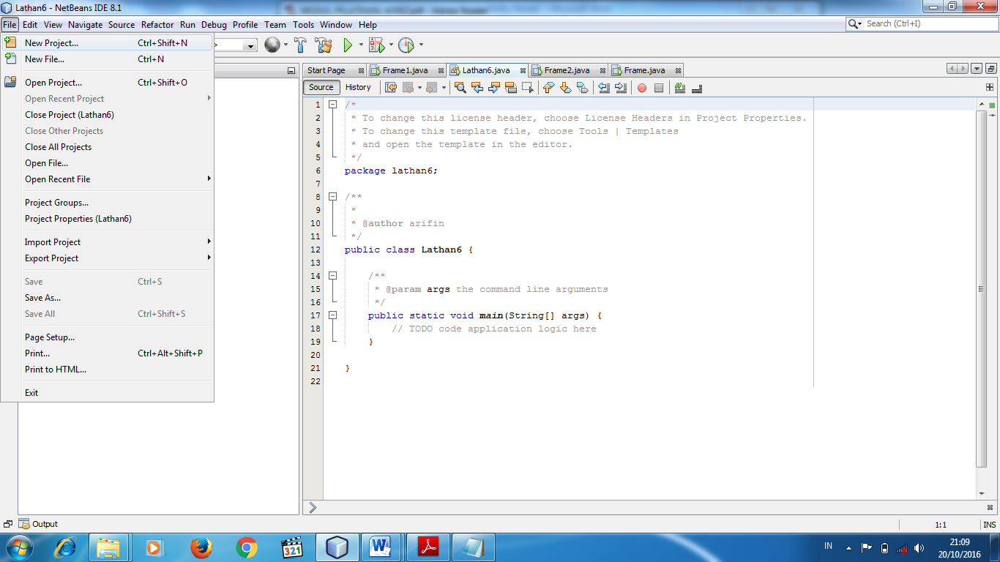 Lathan6 - NetBeans IDE 8.1
File Edit View Navigate Source Refactor Run Debug Profile Team Tools Window Help
Search (Ctrl+I)
New Project... Ctrl+Shift+N
New File... Ctrl+N
Open Project... Ctrl+Shift+O
Open Recent Project
Close Project (Lathan6)
Close Other Projects
Close All Projects
Open File...
Open Recent File
Project Groups...
Project Properties (Lathan6)
Import Project
Export Project
Save Ctrl+S
Save As...
Save All Ctrl+Shift+S
Page Setup...
Print... Ctrl+Alt+Shift+P
Print to HTML...
Exit
Start Page Frame1.java Lathan6.java Frame2.java Frame.java
Source History
1 /*
2 * To change this license header, choose License Headers in Project Properties.
3 * To change this template file, choose Tools | Templates
4 * and open the template in the editor.
5 */
6 package lathan6;
7
8 /**
9 *
10 * @author arifin
11 */
12 public class Lathan6 {
13
14 /**
15 * @param args the command line arguments
16 */
17 public static void main(String[] args) {
18 // TODO code application logic here
19 }
20
21 }
22
Output
1:1 INS
321
IN
21:09
20/10/2016